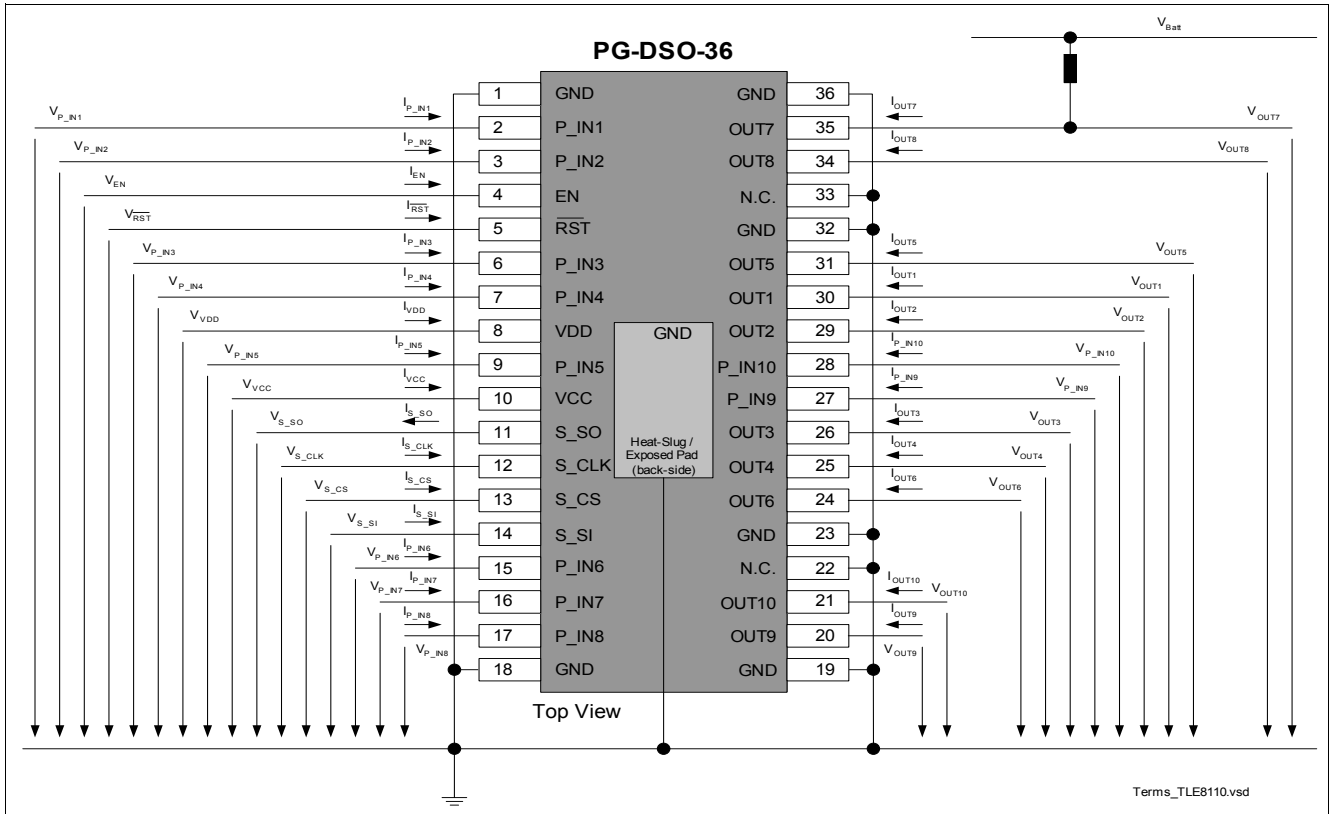 V_Batt
PG-DSO-36
1 GND GND 36
V_P_IN1 I_P_IN1 2 P_IN1 OUT7 35 I_OUT7 V_OUT7
V_P_IN2 I_P_IN2 3 P_IN2 OUT8 34 I_OUT8 V_OUT8
V_EN I_EN 4 EN N.C. 33
V_R̅S̅T̅ I_R̅S̅T̅ 5 R̅S̅T̅ GND 32
V_P_IN3 I_P_IN3 6 P_IN3 OUT5 31 I_OUT5 V_OUT5
V_P_IN4 I_P_IN4 7 P_IN4 OUT1 30 I_OUT1 V_OUT1
V_VDD I_VDD 8 VDD GND OUT2 29 I_OUT2 V_OUT2
V_P_IN5 I_P_IN5 9 P_IN5 P_IN10 28 I_P_IN10 V_P_IN10
V_VCC I_VCC 10 VCC P_IN9 27 I_P_IN9 V_P_IN9
V_S_SO I_S_SO 11 S_SO OUT3 26 I_OUT3 V_OUT3
Heat-Slug /
Exposed Pad
(back-side)
V_S_CLK I_S_CLK 12 S_CLK OUT4 25 I_OUT4 V_OUT4
V_S_CS I_S_CS 13 S_CS OUT6 24 I_OUT6 V_OUT6
V_S_SI I_S_SI 14 S_SI GND 23
V_P_IN6 I_P_IN6 15 P_IN6 N.C. 22
V_P_IN7 I_P_IN7 16 P_IN7 OUT10 21 I_OUT10 V_OUT10
V_P_IN8 I_P_IN8 17 P_IN8 OUT9 20 I_OUT9 V_OUT9
18 GND GND 19
Top View
Terms_TLE8110.vsd